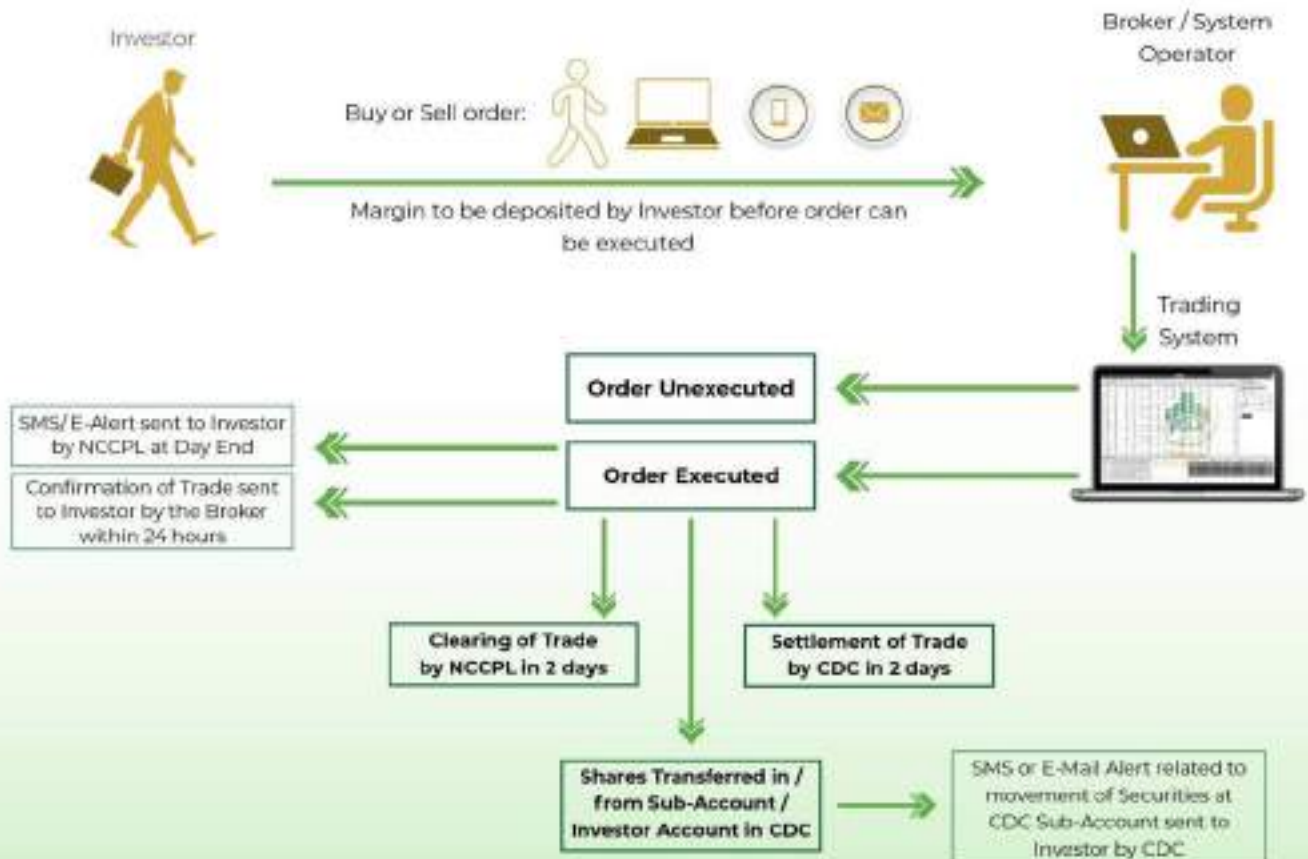 Investor
Broker / System
Operator
Buy or Sell order:
Margin to be deposited by Investor before order can
be executed
Trading
System
Order Unexecuted
SMS/ E-Alert sent to Investor
by NCCPL at Day End
Order Executed
Confirmation of Trade sent
to Investor by the Broker
within 24 hours
Clearing of Trade
by NCCPL in 2 days
Settlement of Trade
by CDC in 2 days
Shares Transferred in /
from Sub-Account /
Investor Account in CDC
SMS or E-Mail Alert related to
movement of Securities at
CDC Sub-Account sent to
Investor by CDC